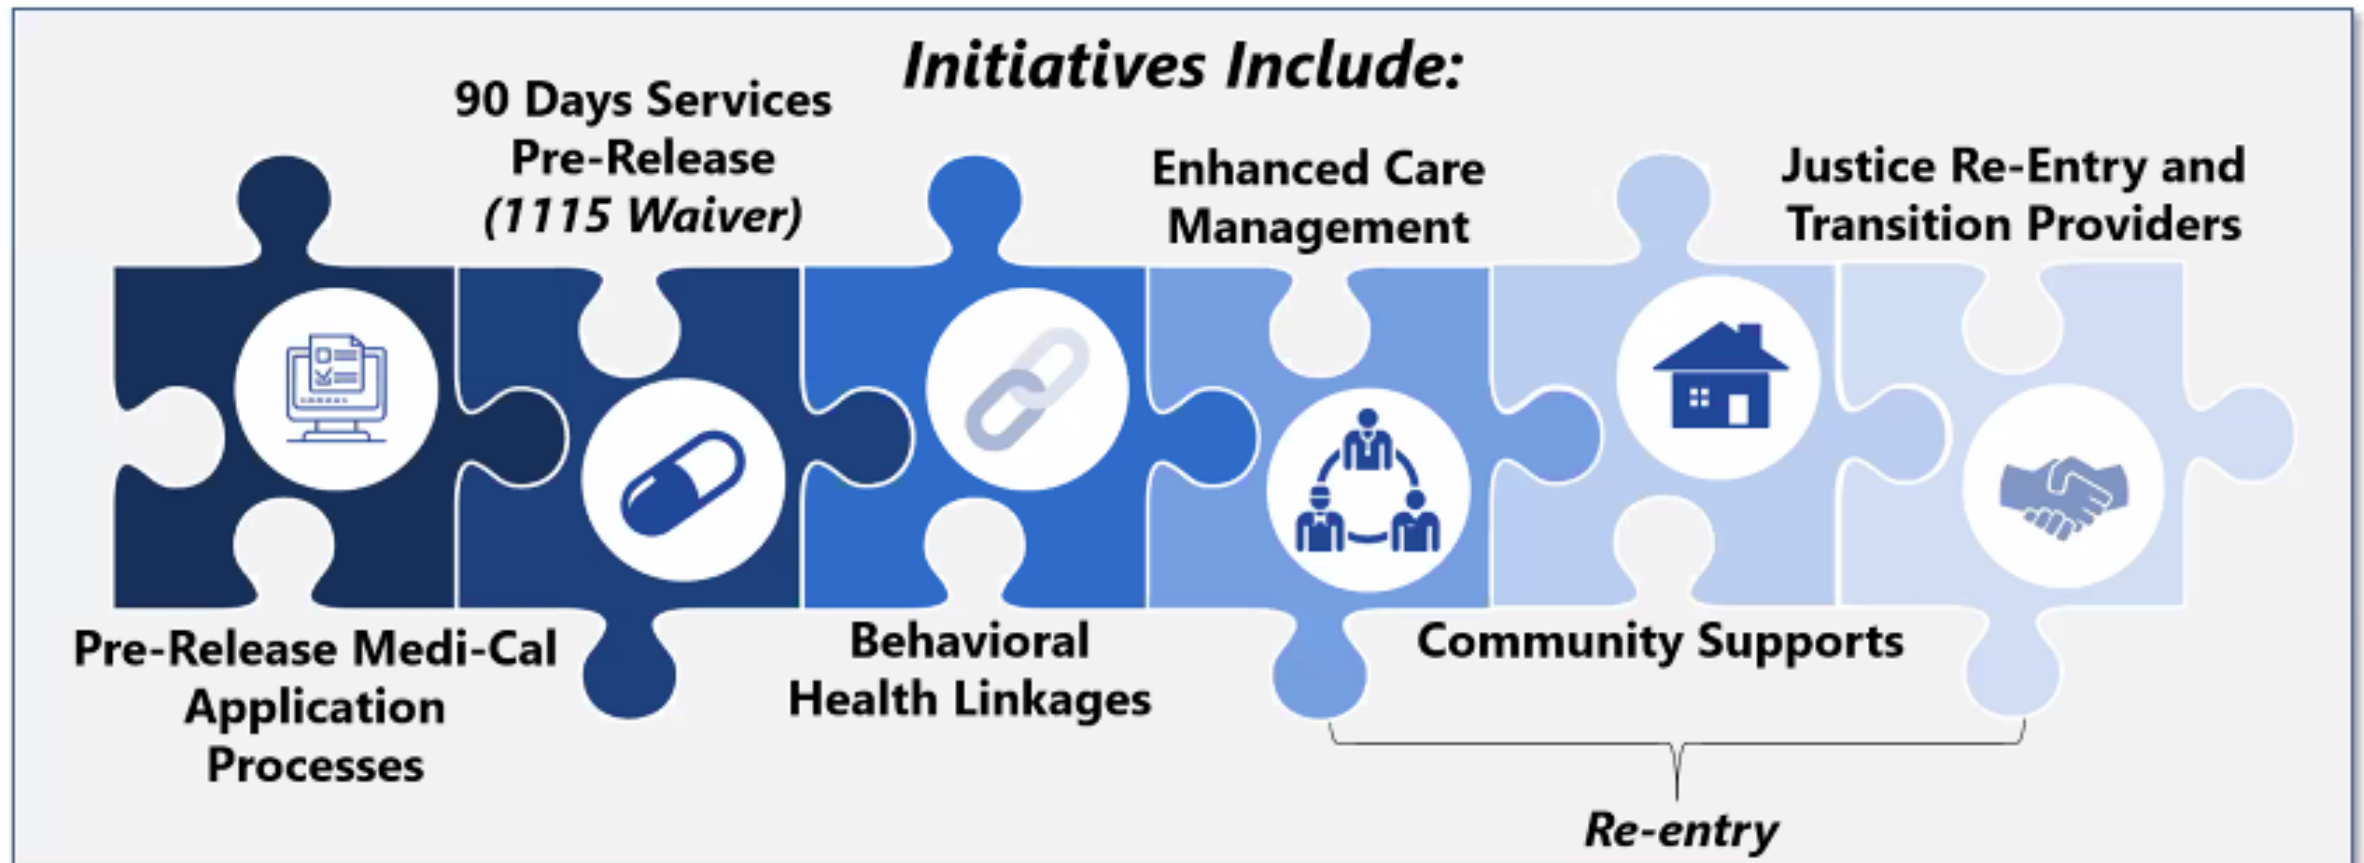 Initiatives Include:
90 Days Services
Pre-Release
(1115 Waiver)
Enhanced Care
Management
Justice Re-Entry and
Transition Providers
Pre-Release Medi-Cal
Application
Processes
Behavioral
Health Linkages
Community Supports
Re-entry